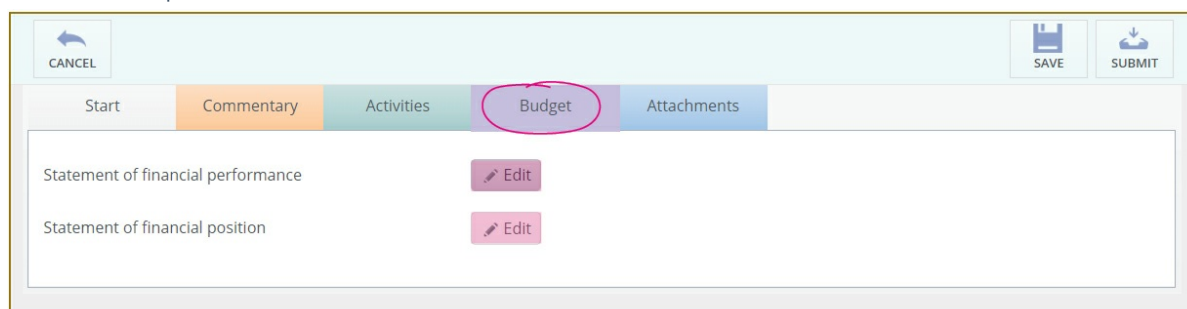 CANCEL
SAVE
SUBMIT
Start
Commentary
Activities
Budget
Attachments
Statement of financial performance
Edit
Statement of financial position
Edit